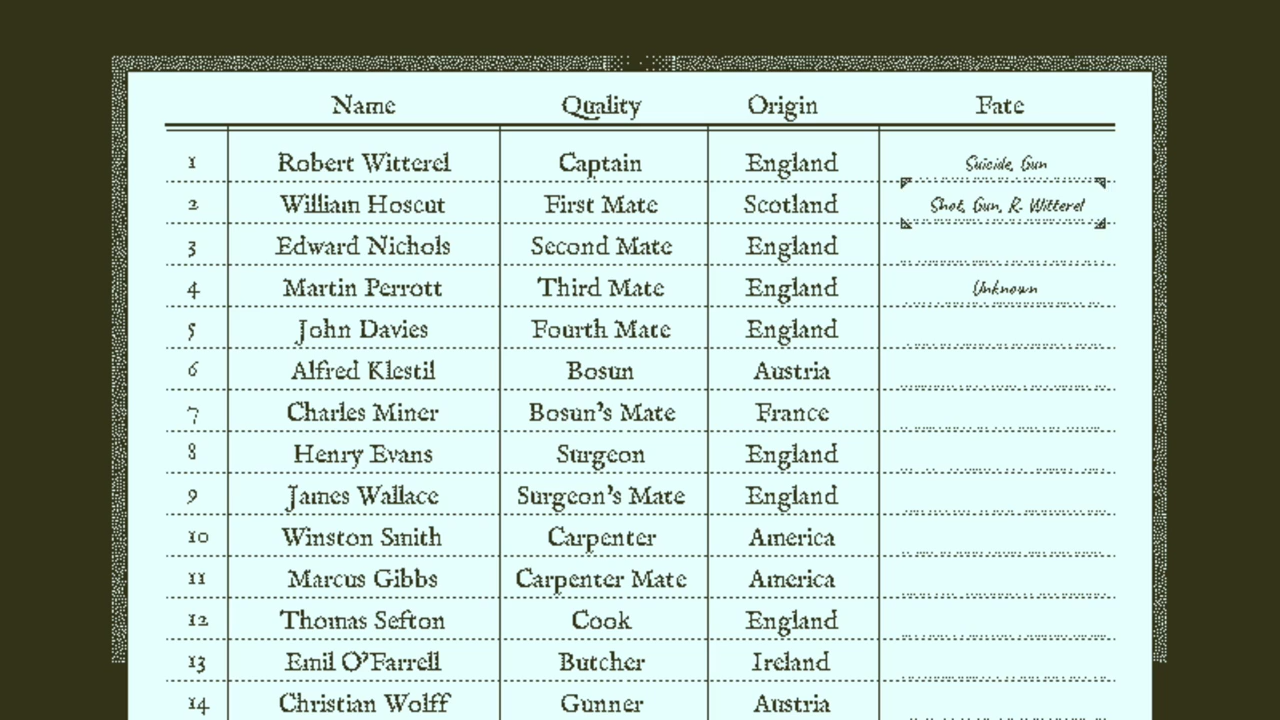 Name Quality Origin Fate
1 Robert Witterel Captain England Suicide, Gun
2 William Hoscut First Mate Scotland Shot, Gun, R. Witterel
3 Edward Nichols Second Mate England
4 Martin Perrott Third Mate England Unknown
5 John Davies Fourth Mate England
6 Alfred Klestil Bosun Austria
7 Charles Miner Bosun's Mate France
8 Henry Evans Surgeon England
9 James Wallace Surgeon's Mate England
10 Winston Smith Carpenter America
11 Marcus Gibbs Carpenter Mate America
12 Thomas Sefton Cook England
13 Emil O'Farrell Butcher Ireland
14 Christian Wolff Gunner Austria